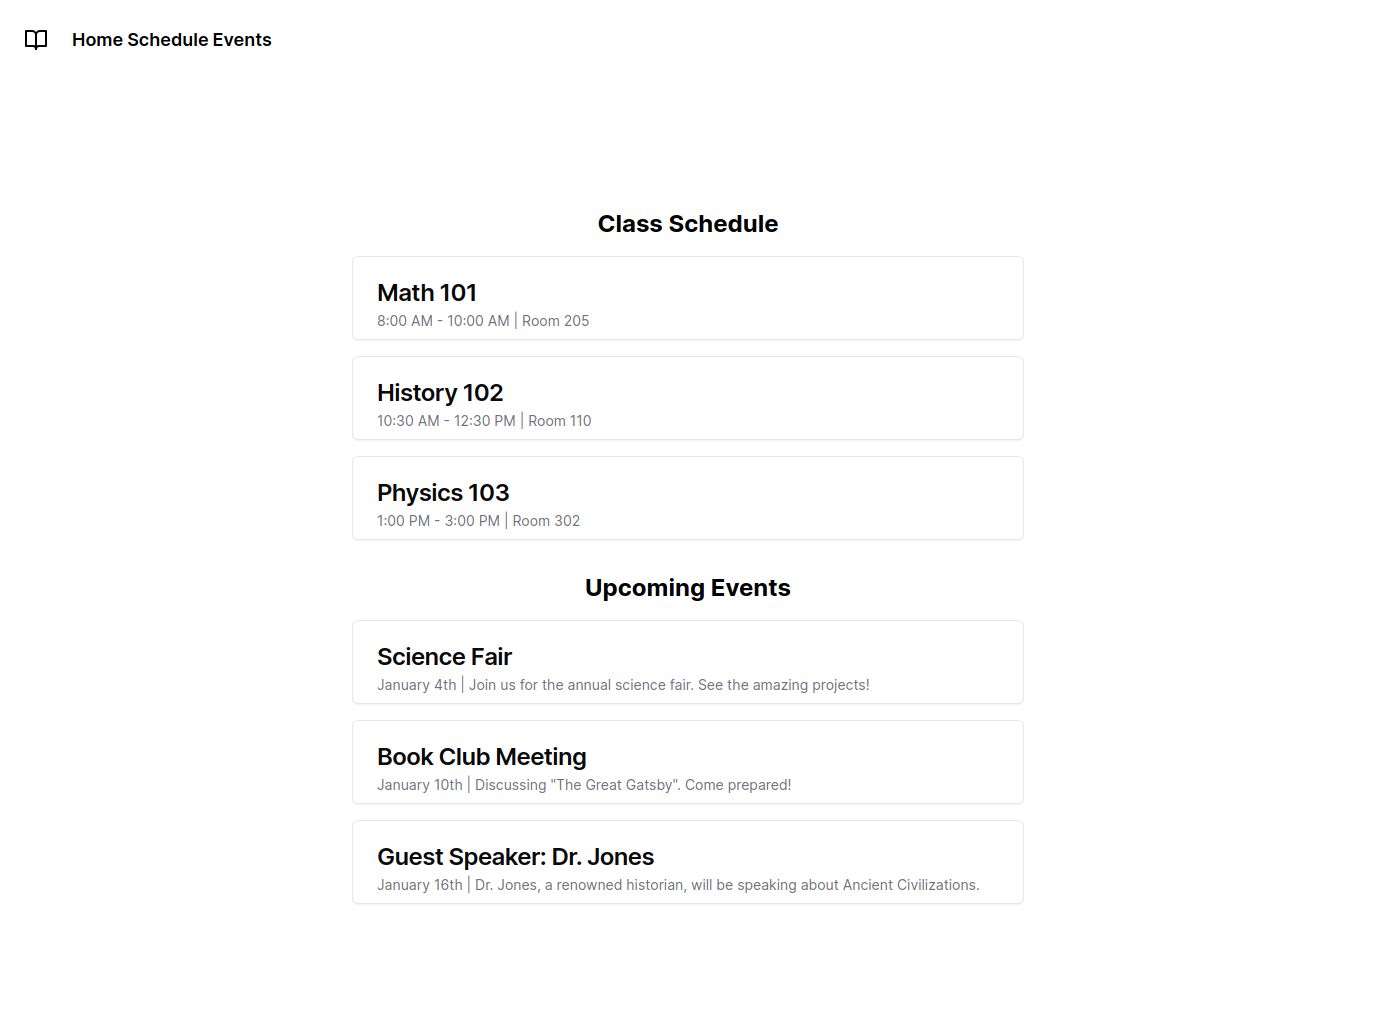 Home Schedule Events
Class Schedule
Math 101
8:00 AM - 10:00 AM | Room 205
History 102
10:30 AM - 12:30 PM | Room 110
Physics 103
1:00 PM - 3:00 PM | Room 302
Upcoming Events
Science Fair
January 4th | Join us for the annual science fair. See the amazing projects!
Book Club Meeting
January 10th | Discussing "The Great Gatsby". Come prepared!
Guest Speaker: Dr. Jones
January 16th | Dr. Jones, a renowned historian, will be speaking about Ancient Civilizations.